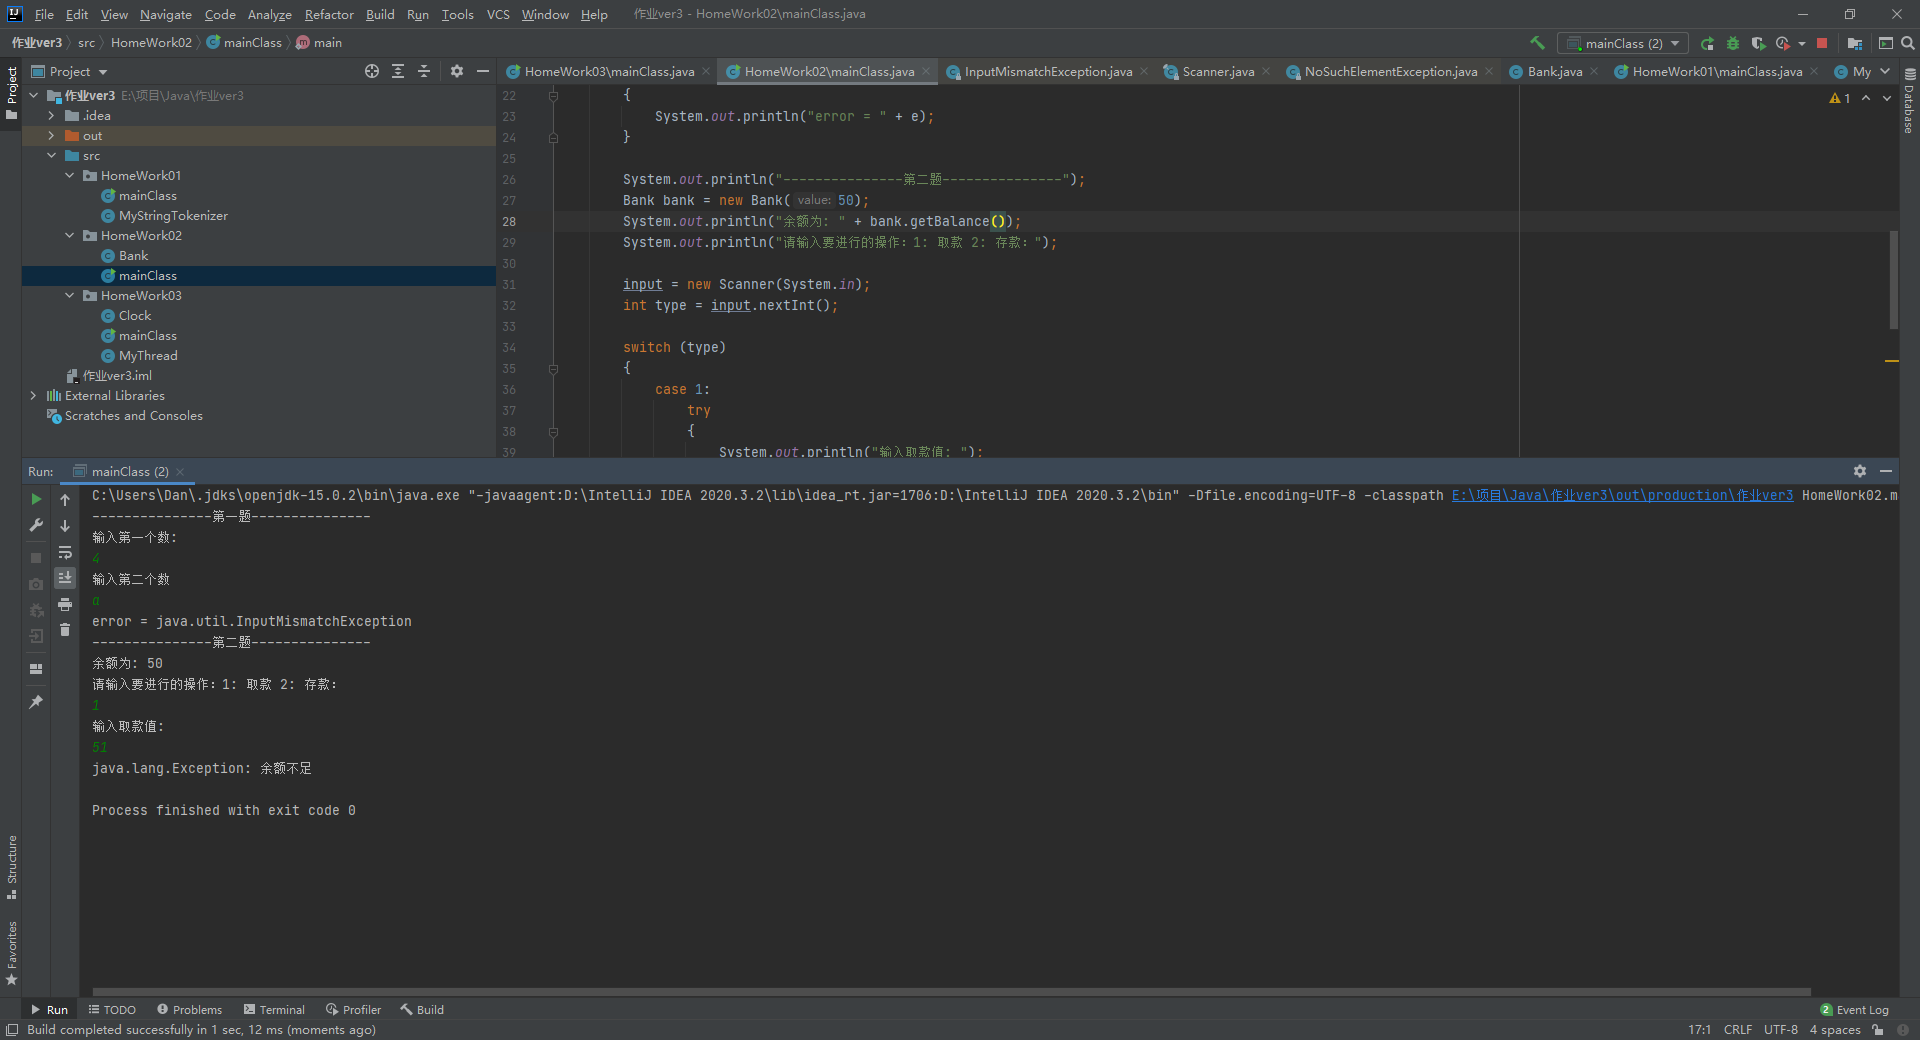 File Edit View Navigate Code Analyze Refactor Build Run Tools VCS Window Help 作业ver3 - HomeWork02\mainClass.java
作业ver3 src HomeWork02 mainClass main
mainClass (2)
Project
HomeWork03\mainClass.java HomeWork02\mainClass.java InputMismatchException.java Scanner.java NoSuchElementException.java Bank.java HomeWork01\mainClass.java My
Project
Database
作业ver3 E:\项目\Java\作业ver3
.idea
out
src
HomeWork01
mainClass
MyStringTokenizer
HomeWork02
Bank
mainClass
HomeWork03
Clock
mainClass
MyThread
作业ver3.iml
External Libraries
Scratches and Consoles
1
22 {
23 System.out.println("error = " + e);
24 }
25
26 System.out.println("---------------第二题---------------");
27 Bank bank = new Bank( value: 50);
28 System.out.println("余额为: " + bank.getBalance());
29 System.out.println("请输入要进行的操作：1: 取款 2: 存款：");
30
31 input = new Scanner(System.in);
32 int type = input.nextInt();
33
34 switch (type)
35 {
36 case 1:
37 try
38 {
39 System.out.println("输入取款值: ");
Run: mainClass (2)
C:\Users\Dan\.jdks\openjdk-15.0.2\bin\java.exe "-javaagent:D:\IntelliJ IDEA 2020.3.2\lib\idea_rt.jar=1706:D:\IntelliJ IDEA 2020.3.2\bin" -Dfile.encoding=UTF-8 -classpath E:\项目\Java\作业ver3\out\production\作业ver3 HomeWork02.m
---------------第一题---------------
输入第一个数:
4
输入第二个数
a
error = java.util.InputMismatchException
---------------第二题---------------
余额为: 50
请输入要进行的操作：1: 取款 2: 存款：
1
输入取款值:
51
java.lang.Exception: 余额不足
Process finished with exit code 0
Structure
Favorites
Run TODO Problems Terminal Profiler Build 2 Event Log
Build completed successfully in 1 sec, 12 ms (moments ago) 17:1 CRLF UTF-8 4 spaces